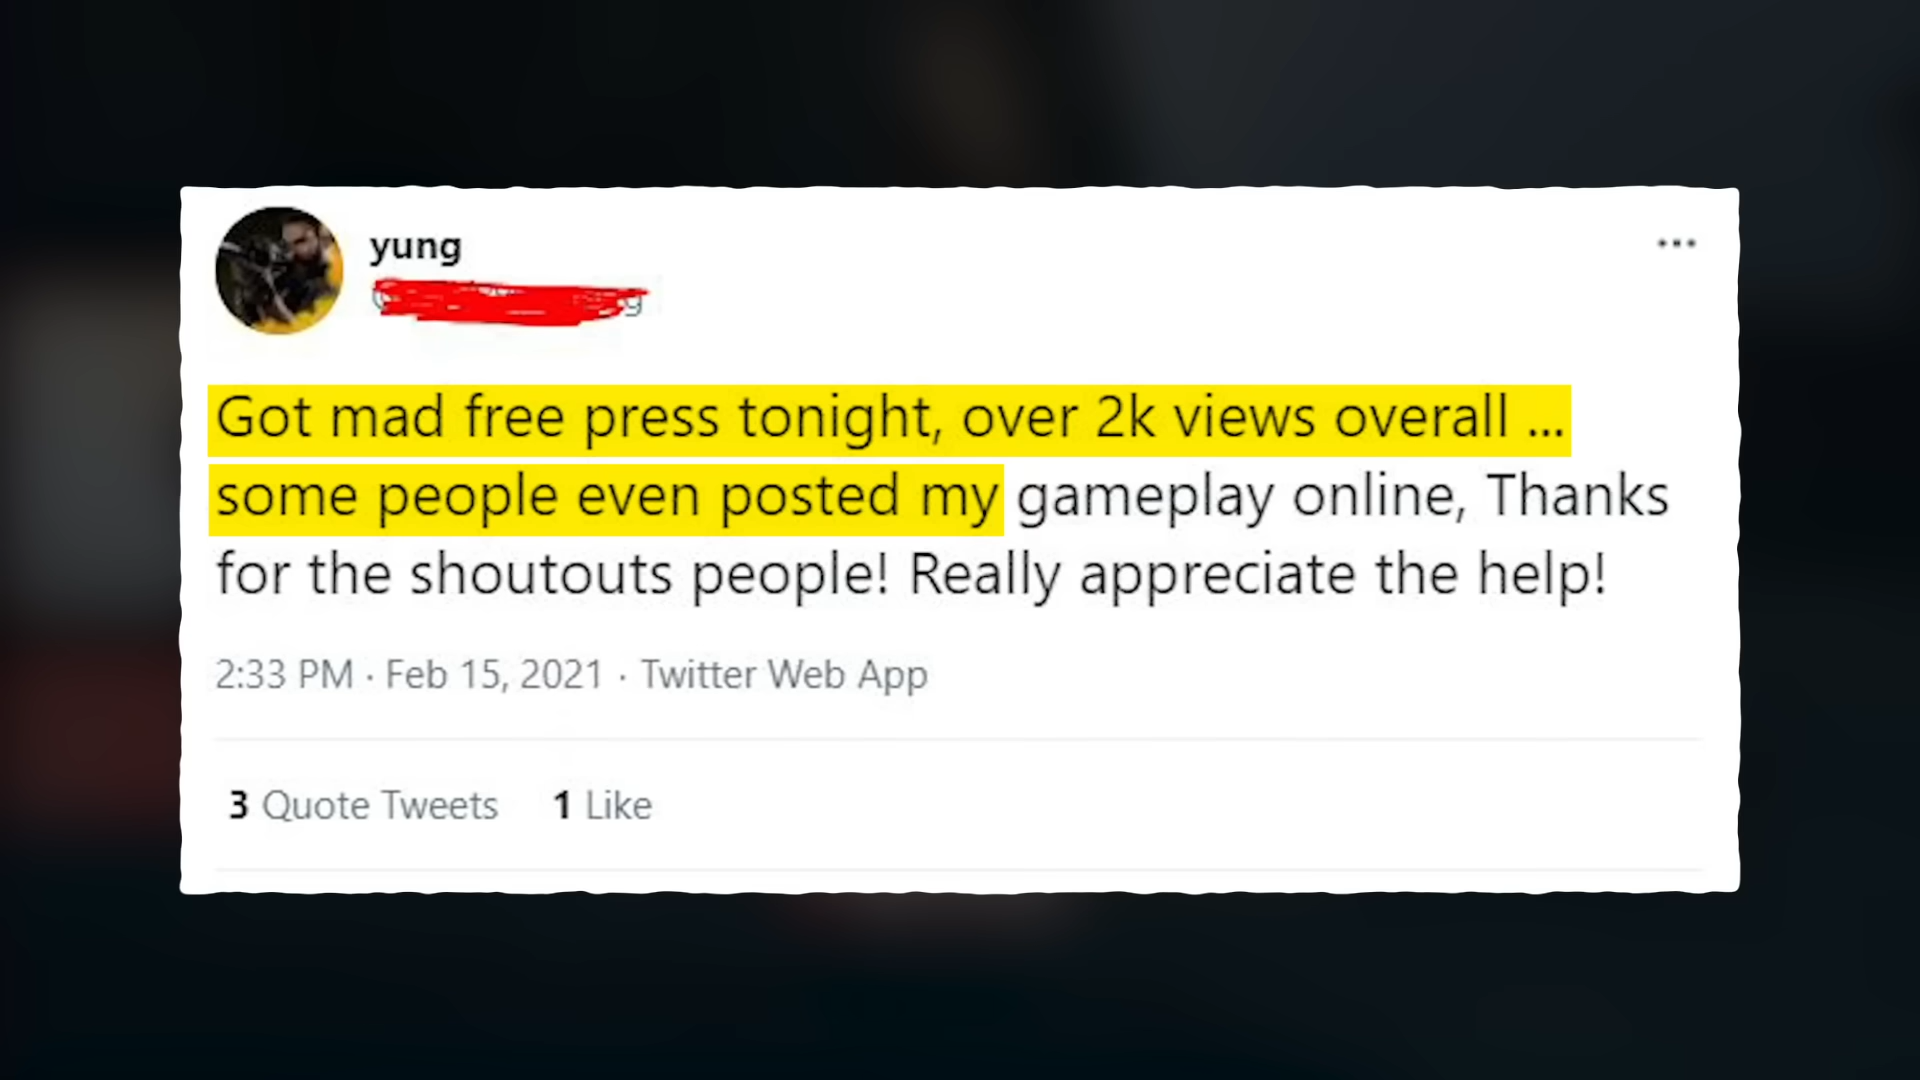 yung
Got mad free press tonight, over 2k views overall ...
some people even posted my gameplay online, Thanks
for the shoutouts people! Really appreciate the help!
2:33 PM · Feb 15, 2021 · Twitter Web App
3 Quote Tweets 1 Like